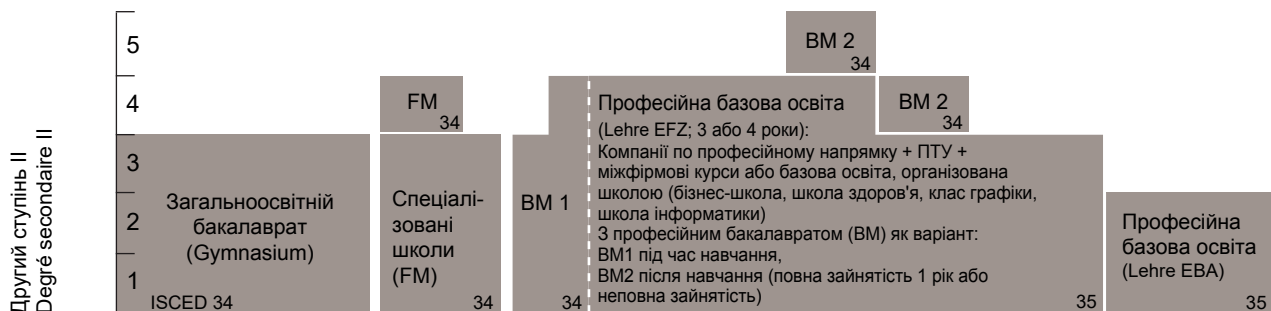 Другий ступінь II
Degré secondaire II
5
4
3
2
1
Загальноосвітній
бакалаврат
(Gymnasium)
ISCED 34
FM
34
Спеціалі-
зовані
школи
(FM)
34
BM 1
34
BM 2
34
BM 2
34
Професійна базова освіта
(Lehre EFZ; 3 або 4 роки):
Компанії по професійному напрямку + ПТУ +
міжфірмові курси або базова освіта, організована
школою (бізнес-школа, школа здоров'я, клас графіки,
школа інформатики)
З професійним бакалавратом (BM) як варіант:
BM1 під час навчання,
BM2 після навчання (повна зайнятість 1 рік або
неповна зайнятість)
35
Професійна
базова освіта
(Lehre EBA)
35